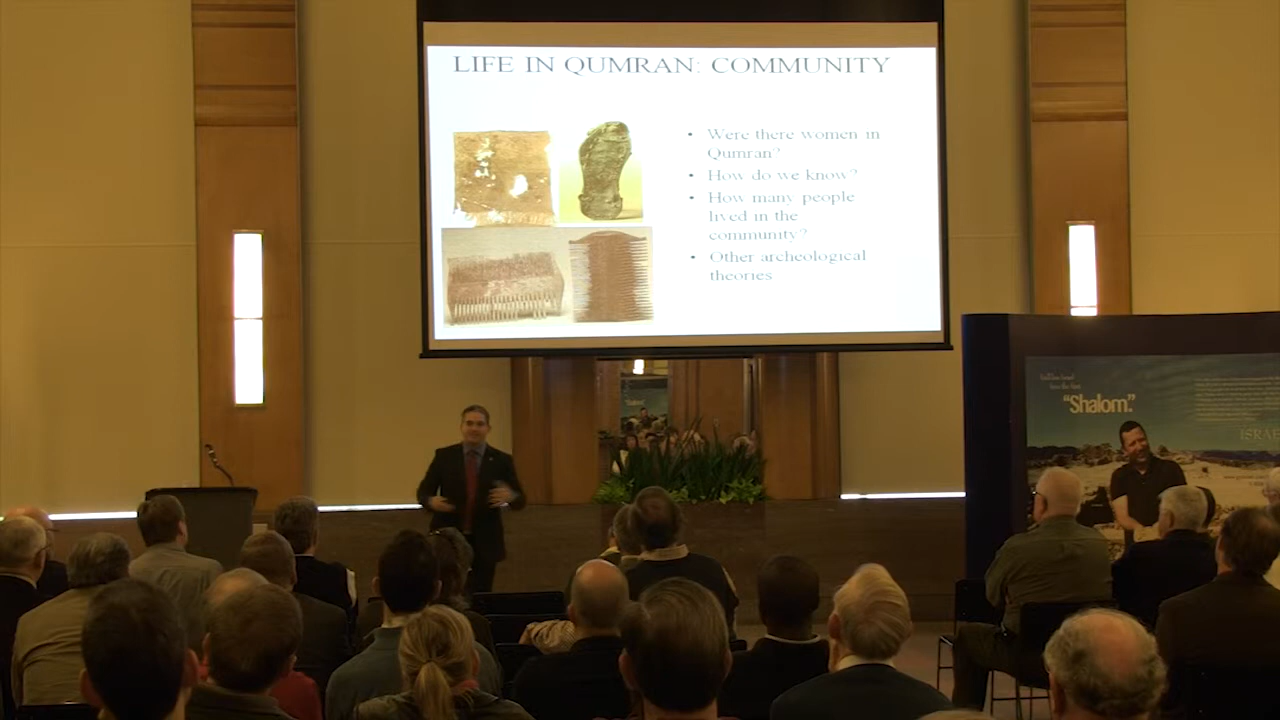 LIFE IN QUMRAN: COMMUNITY
• Were there women in
Qumran?
• How do we know?
• How many people
lived in the
community?
• Other archeological
theories
"Shalom."